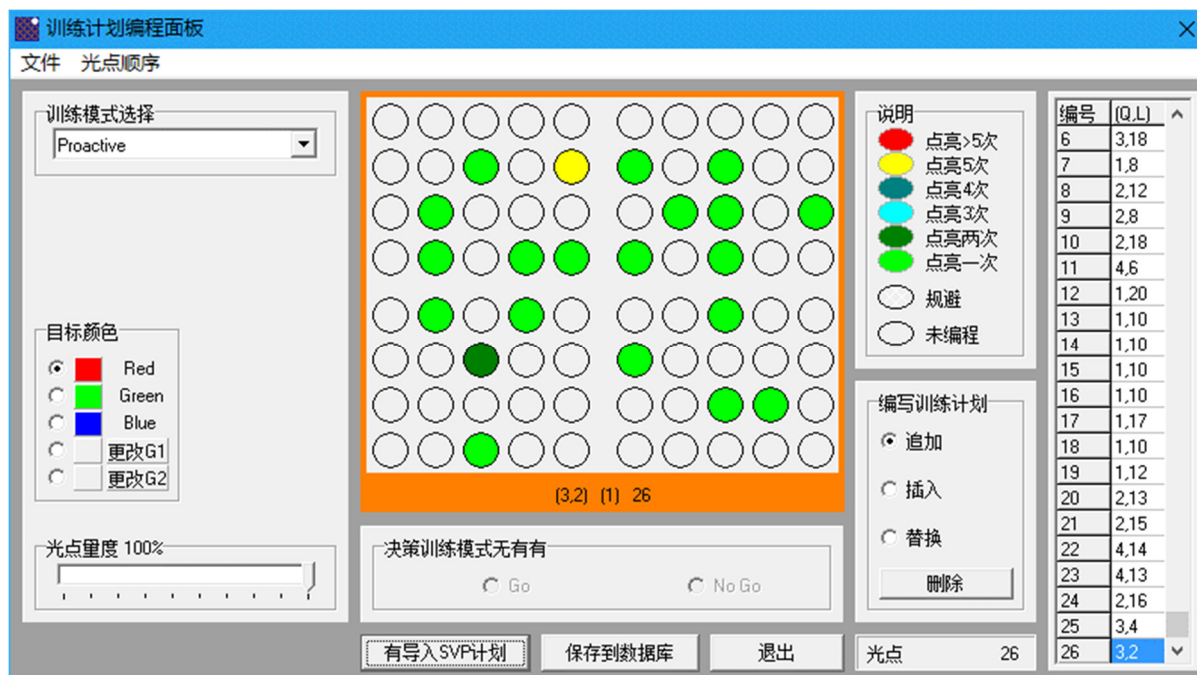 训练计划编程面板
文件 光点顺序
训练模式选择
Proactive
目标颜色
Red
Green
Blue
更改G1
更改G2
光点量度 100%
(3,2) (1) 26
决策训练模式无有有
Go No Go
有导入SVP计划 保存到数据库 退出
说明
点亮>5次
点亮5次
点亮4次
点亮3次
点亮两次
点亮一次
规避
未编程
编写训练计划
追加
插入
替换
删除
光点 26
编号 (Q,L)
6 3,18
7 1,8
8 2,12
9 2,8
10 2,18
11 4,6
12 1,20
13 1,10
14 1,10
15 1,10
16 1,10
17 1,17
18 1,10
19 1,12
20 2,13
21 2,15
22 4,14
23 4,13
24 2,16
25 3,4
26 3,2